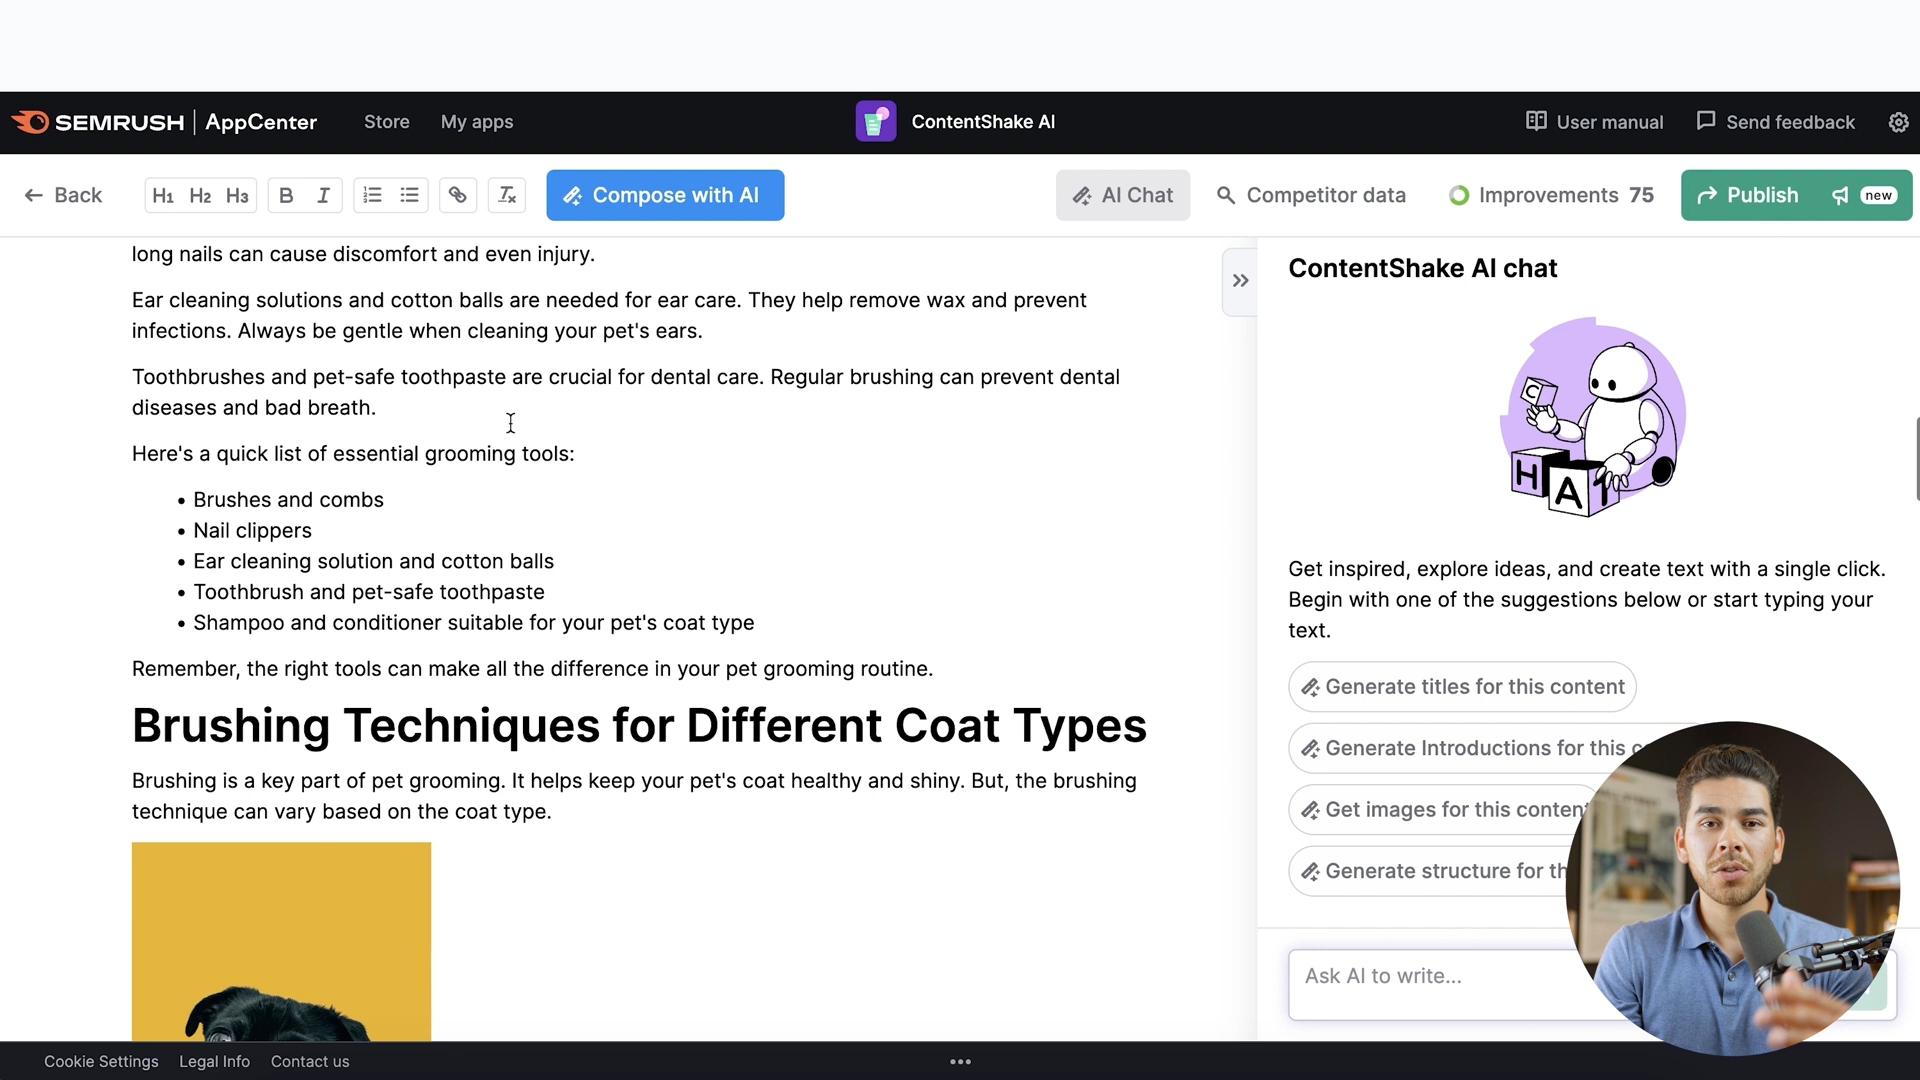 SEMRUSH | AppCenter Store My apps ContentShake AI User manual Send feedback
Back H1 H2 H3 B I Compose with AI AI Chat Competitor data Improvements 75 Publish new
long nails can cause discomfort and even injury.
Ear cleaning solutions and cotton balls are needed for ear care. They help remove wax and prevent
infections. Always be gentle when cleaning your pet's ears.
Toothbrushes and pet-safe toothpaste are crucial for dental care. Regular brushing can prevent dental
diseases and bad breath.
Here's a quick list of essential grooming tools:
• Brushes and combs
• Nail clippers
• Ear cleaning solution and cotton balls
• Toothbrush and pet-safe toothpaste
• Shampoo and conditioner suitable for your pet's coat type
Remember, the right tools can make all the difference in your pet grooming routine.
Brushing Techniques for Different Coat Types
Brushing is a key part of pet grooming. It helps keep your pet's coat healthy and shiny. But, the brushing
technique can vary based on the coat type.
ContentShake AI chat
C
H A T
Get inspired, explore ideas, and create text with a single click.
Begin with one of the suggestions below or start typing your
text.
Generate titles for this content
Generate Introductions for this
Get images for this content
Generate structure for
Ask AI to write...
Cookie Settings Legal Info Contact us